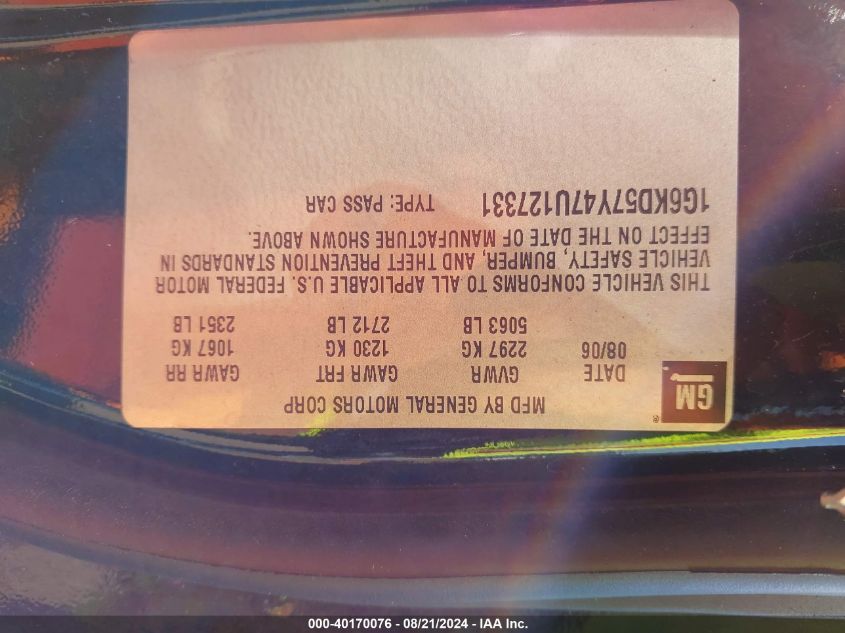 MFD BY GENERAL MOTORS CORP
GM ®
DATE GVWR GAWR FRT GAWR RR
08/06 2297 KG 1230 KG 1067 KG
5063 LB 2712 LB 2351 LB
THIS VEHICLE CONFORMS TO ALL APPLICABLE U.S. FEDERAL MOTOR
VEHICLE SAFETY, BUMPER, AND THEFT PREVENTION STANDARDS IN
EFFECT ON THE DATE OF MANUFACTURE SHOWN ABOVE.
1G6KD57Y47U127331 TYPE: PASS CAR
000-40170076 - 08/21/2024 - IAA Inc.